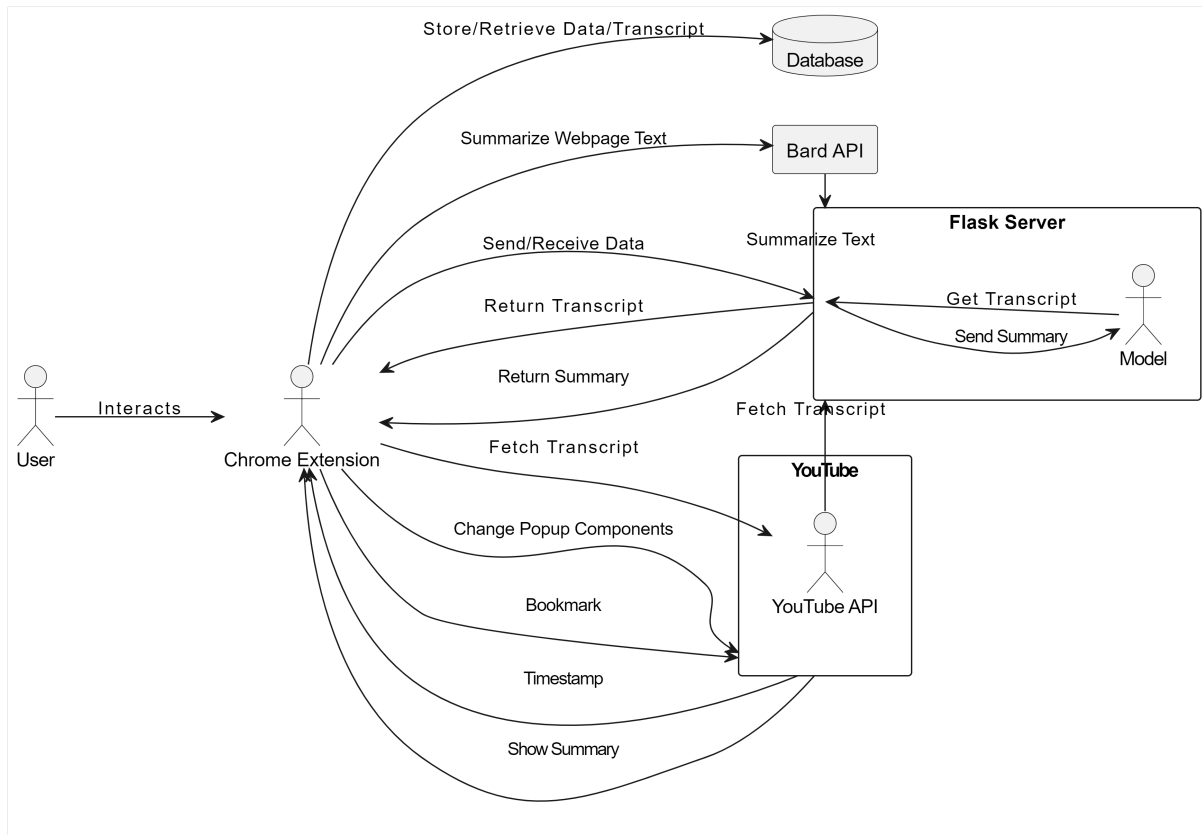 Store/Retrieve Data/Transcript
Database
Summarize Webpage Text
Bard API
Flask Server
Summarize Text
Send/Receive Data
Return Transcript
Get Transcript
Send Summary
Model
Return Summary
Interacts
User
Chrome Extension
Fetch Transcript
Fetch Transcript
YouTube
Change Popup Components
YouTube API
Bookmark
Timestamp
Show Summary